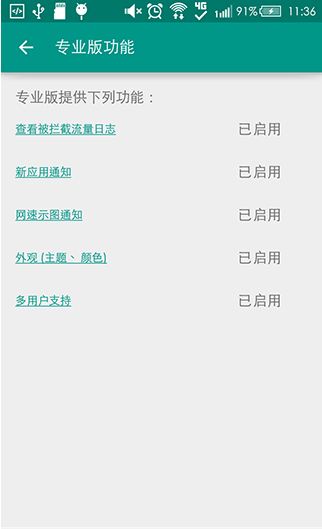 4G
91%
11:36
专业版功能
专业版提供下列功能：
查看被拦截流量日志 已启用
新应用通知 已启用
网速示图通知 已启用
外观 (主题、颜色) 已启用
多用户支持 已启用